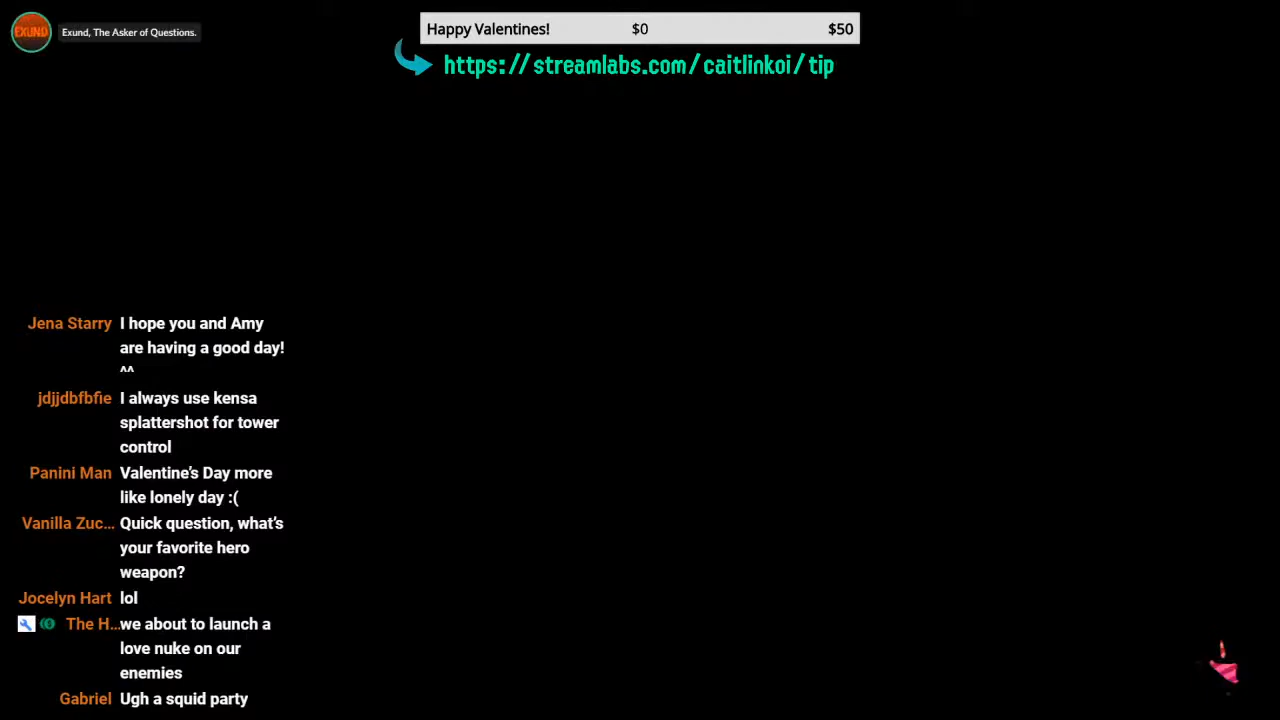 EXUND
Exund, The Asker of Questions.
Happy Valentines! $0 $50
https://streamlabs.com/caitlinkoi/tip
Jena Starry I hope you and Amy
are having a good day!
^^
jdjjdbfbfie I always use kensa
splattershot for tower
control
Panini Man Valentine's Day more
like lonely day :(
Vanilla Zuc... Quick question, what's
your favorite hero
weapon?
Jocelyn Hart lol
The H... we about to launch a
love nuke on our
enemies
Gabriel Ugh a squid party